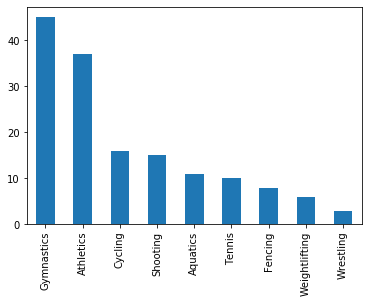 40
30
20
10
0
Gymnastics
Athletics
Cycling
Shooting
Aquatics
Tennis
Fencing
Weightlifting
Wrestling